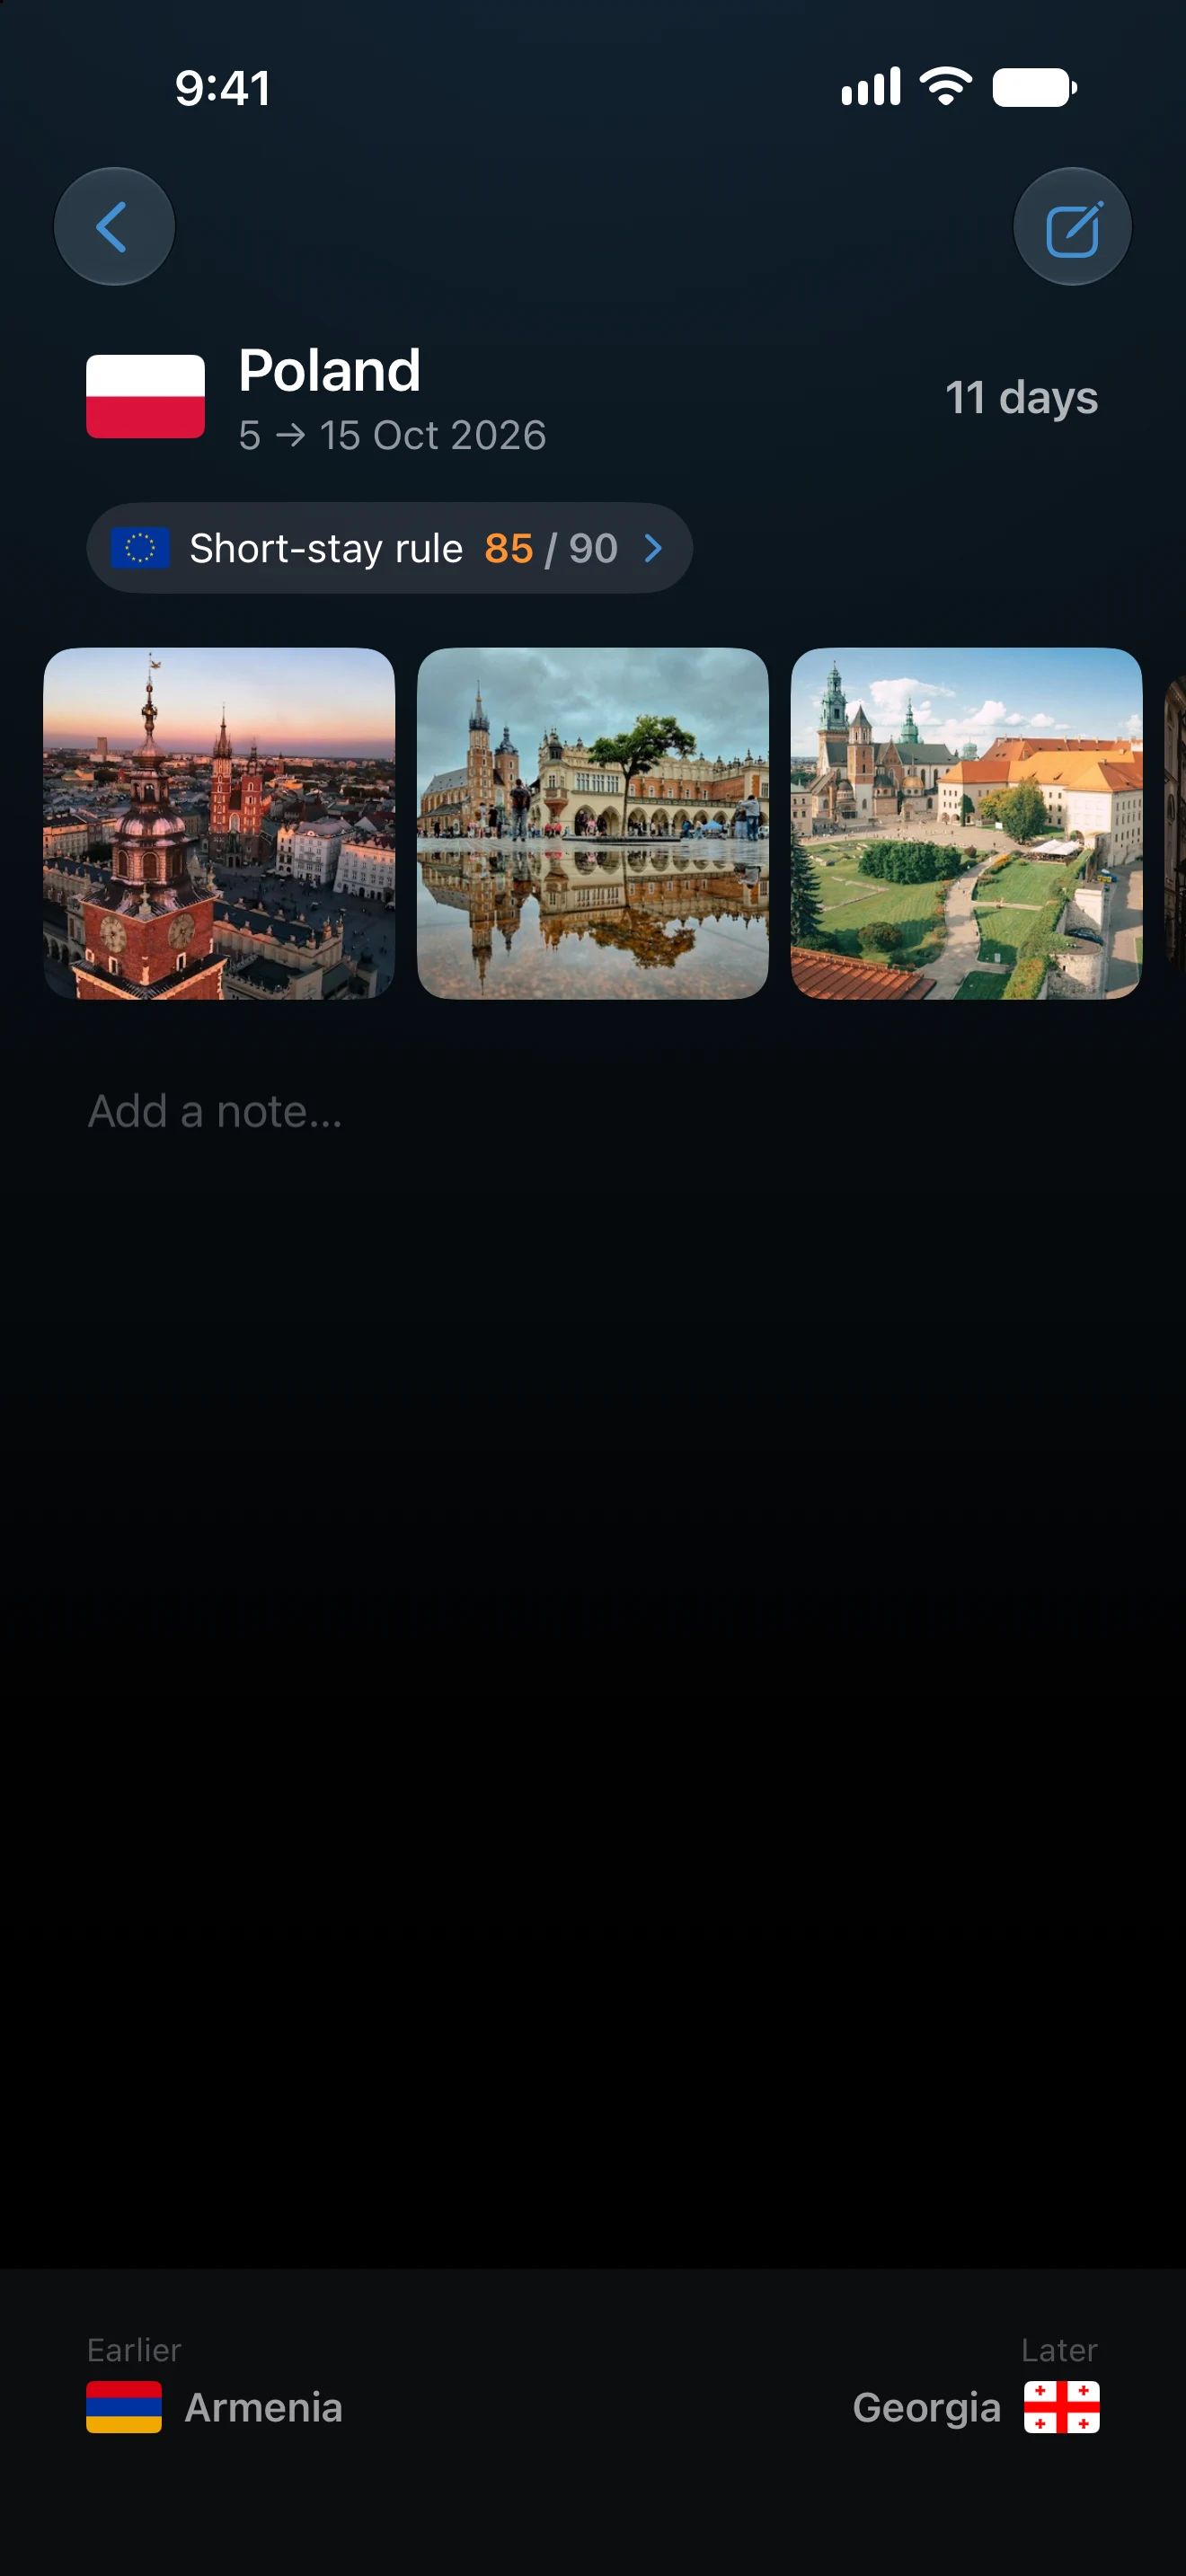 9:41
Poland
5 → 15 Oct 2026
11 days
Short-stay rule 85 / 90
Add a note...
Earlier
Later
Armenia
Georgia